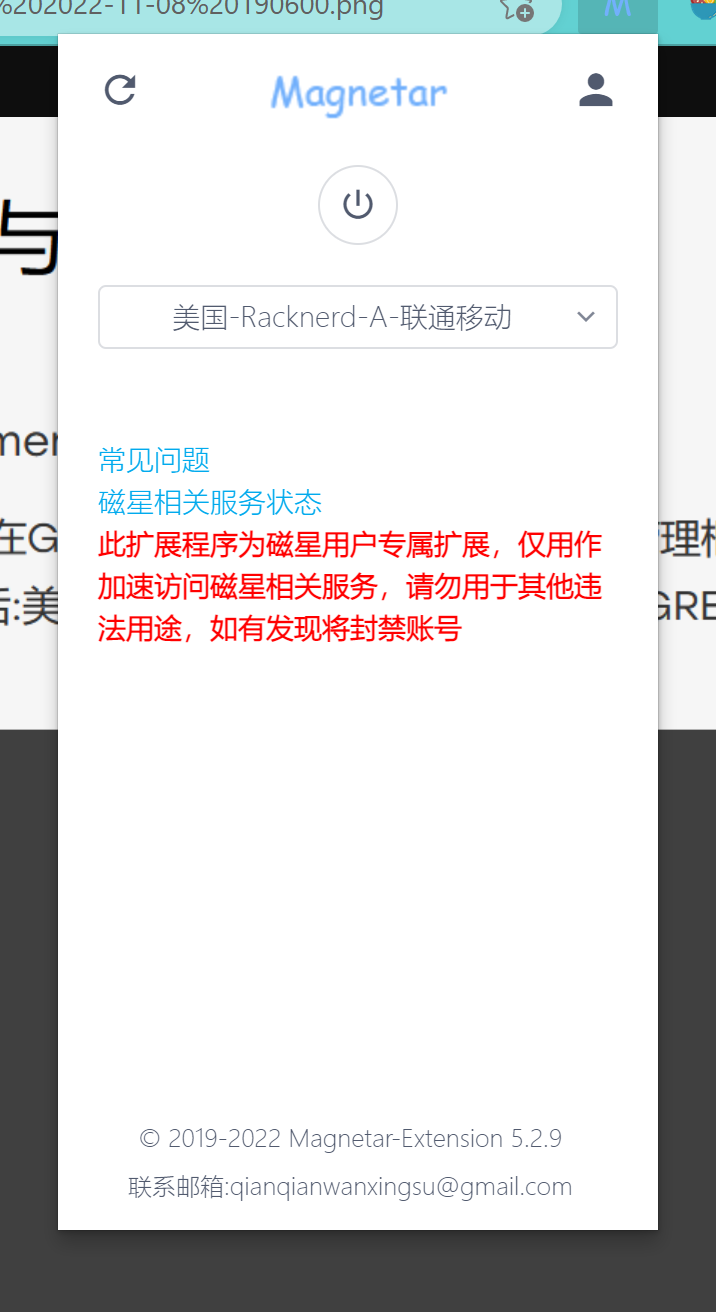 %202022-11-08%20190600.png
M
Magnetar
与
美国-Racknerd-A-联通移动
常见问题
磁星相关服务状态
此扩展程序为磁星用户专属扩展，仅用作
加速访问磁星相关服务，请勿用于其他违
法用途，如有发现将封禁账号
在G
理
:美
GRE
© 2019-2022 Magnetar-Extension 5.2.9
联系邮箱:qianqianwanxingsu@gmail.com